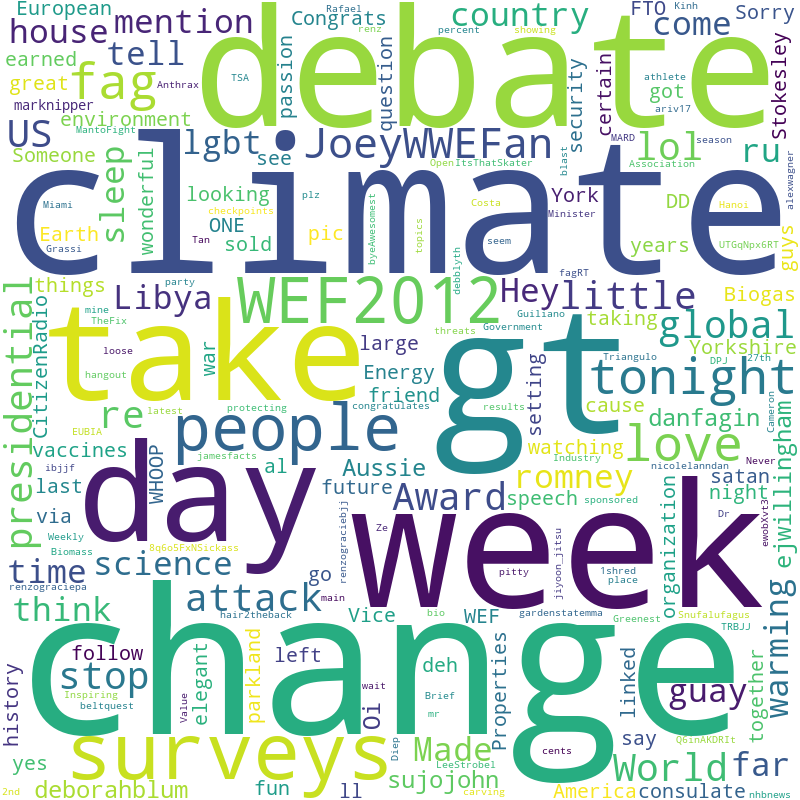 European
Congrats
Rafael
renz
percent
showing
country
FTO
Kinh
Sorry
house
mention
debate
come
earned
tell
TSA
passion
question
athlete
great
fag
Anthrax
security
certain
got
ariv17
Stokesley
marknipper
environment
MantoFight
US
lgbt
JoeyWWEFan
MARD
season
lol
ru
Someone
see
OpenItsThatSkater
blast
Association
alexwagner
climate
sleep
wonderful
looking
plz
York
DD
Hanoi
Miami
checkpoints
byeAwesomest
Costa
Minister
guys
Earth
ONE
pic
topics
years
UTGqNpx6RT
Grassi
Tan
sold
debblyth
seem
fagRT
things
party
Libya
WEF2012
Hey
little
Biogas
presidential
CitizenRadio
mine
TheFix
take
gt
Guiliano
Government
taking
global
threats
Yorkshire
loose
war
large
setting
Triangulo
DPJ
27th
hangout
Energy
tonight
Cameron
re
latest
protecting
friend
congratulates
results
cause
danfagin
EUBIA
people
love
vaccines
jamesfacts
watching
Industry
nicolelanndan
Never
ibjjf
WHOOP
al
Aussie
romney
satan
ejwillingham
last
day
future
Award
speech
sponsored
night
via
week
Dr
ewobXvt3
Weekly
8q6o5FxNSickass
renzograciebjj
Ze
organization
Biomass
science
jiyoon_jitsu
time
go
pitty
1shred
place
renzograciepa
attack
main
think
hair2theback
Vice
bio
WEF
gardenstatemma
Greenest
Snufalufagus
TRBJJ
change
warming
follow
left
deh
Properties
linked
together
history
stop
elegant
parkland
wait
guay
Inspiring
beltquest
Value
Oi
Brief
mr
say
surveys
Diep
Made
cents
Q6inAKDRIt
yes
LeeStrobel
World
far
deborahblum
fun
ll
sujojohn
carving
America
consulate
2nd
nhbnews